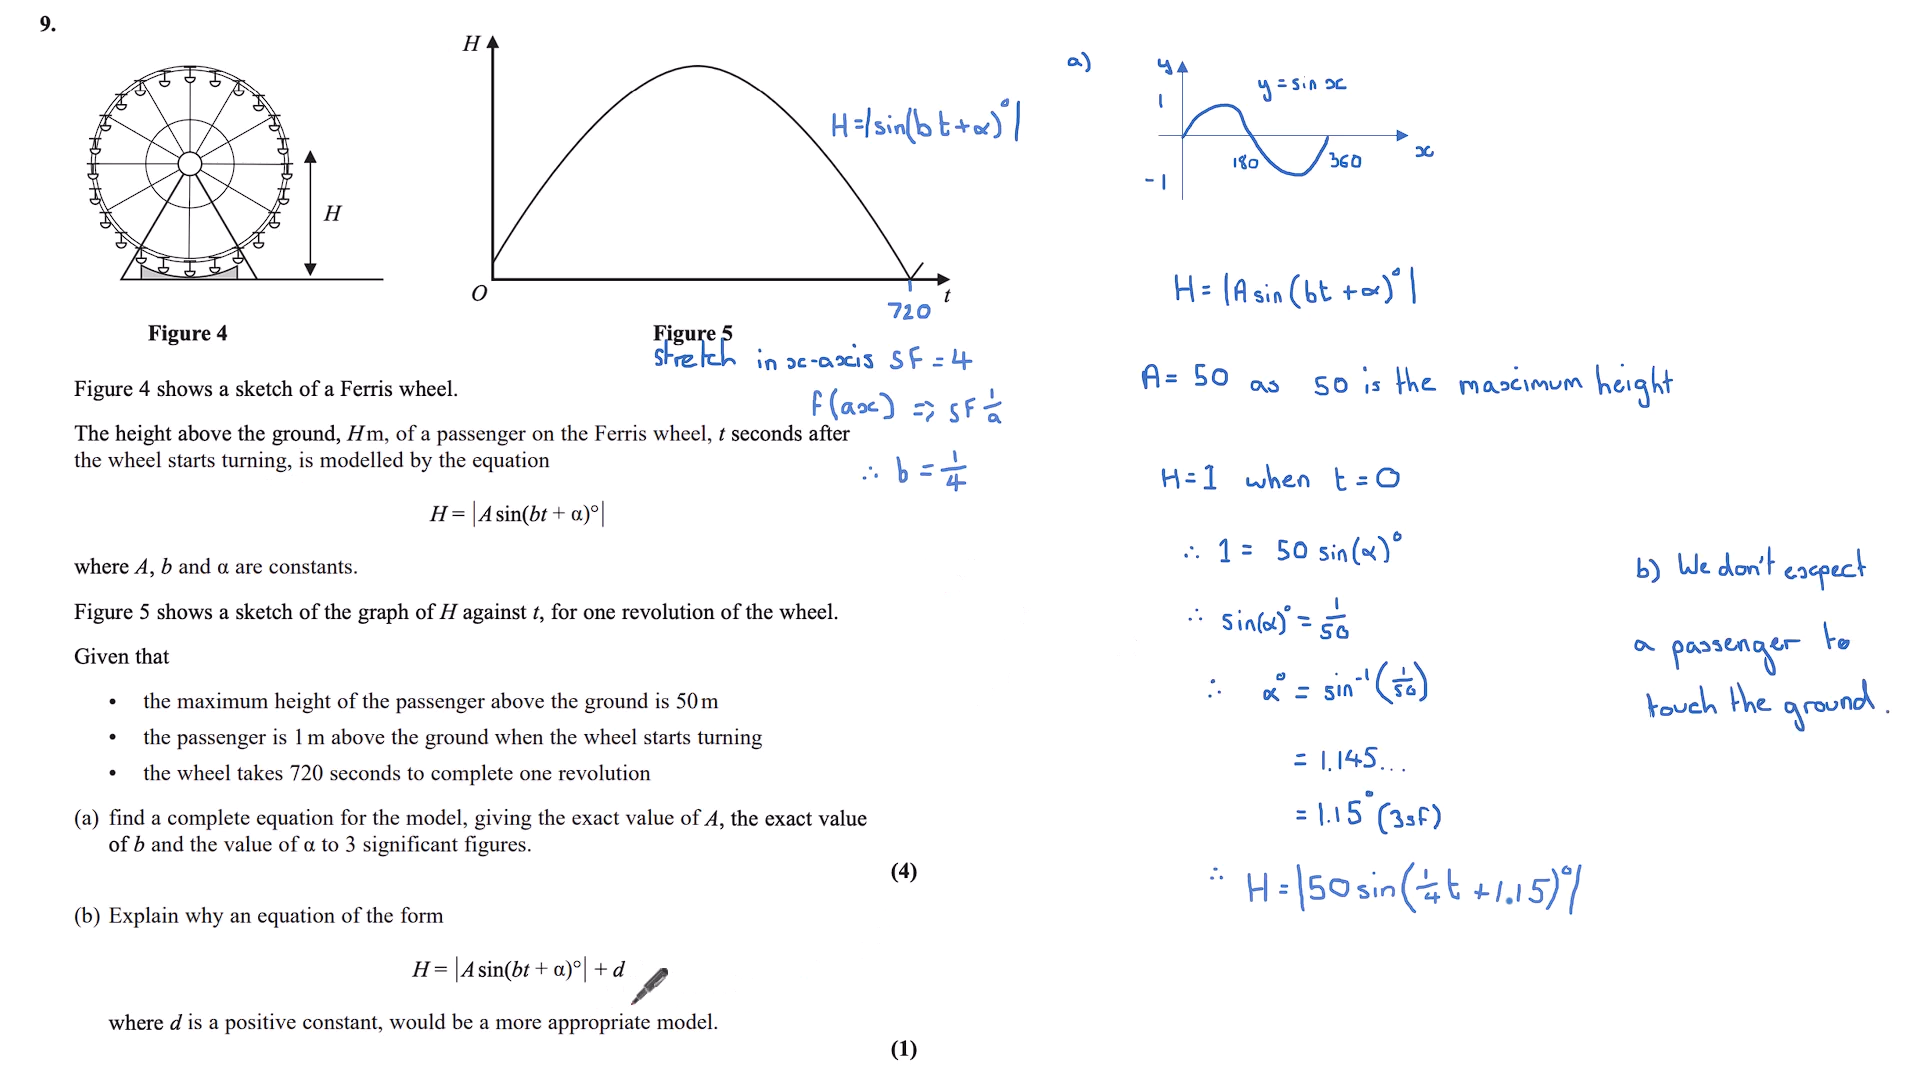 9.
H
H
O
t
720
H=|sin(bt+α)°|
Figure 4
Figure 5
stretch in x-axis SF = 4
f(ax) => SF 1/a
∴ b = 1/4
Figure 4 shows a sketch of a Ferris wheel.
The height above the ground, Hm, of a passenger on the Ferris wheel, t seconds after
the wheel starts turning, is modelled by the equation
H = |A sin(bt + α)°|
where A, b and α are constants.
Figure 5 shows a sketch of the graph of H against t, for one revolution of the wheel.
Given that
• the maximum height of the passenger above the ground is 50 m
• the passenger is 1 m above the ground when the wheel starts turning
• the wheel takes 720 seconds to complete one revolution
(a) find a complete equation for the model, giving the exact value of A, the exact value
of b and the value of α to 3 significant figures.
(4)
(b) Explain why an equation of the form
H = |A sin(bt + α)°| + d
where d is a positive constant, would be a more appropriate model.
(1)
a)
y
y = sin x
1
180
360
x
-1
H = |A sin(bt + α)°|
A = 50 as 50 is the maximum height
H = 1 when t = 0
∴ 1 = 50 sin(α)°
∴ sin(α)° = 1/50
∴ α° = sin⁻¹(1/50)
= 1.145...
= 1.15° (3sf)
∴ H = |50 sin(1/4 t + 1.15)°|
b) We don't expect
a passenger to
touch the ground.